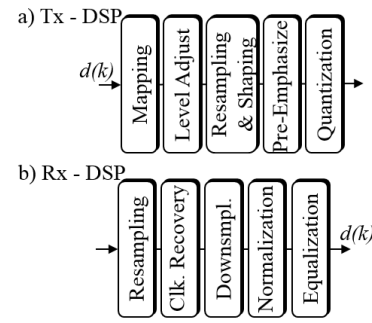 a) Tx - DSP
d(k)
Mapping
Level Adjust
Resampling
& Shaping
Pre-Emphasize
Quantization
b) Rx - DSP
Resampling
Clk. Recovery
Downsmpl.
Normalization
Equalization
d(k)